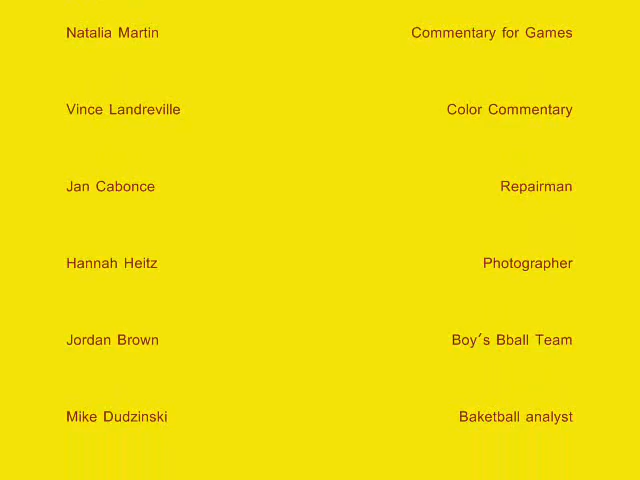 Natalia Martin Commentary for Games
Vince Landreville Color Commentary
Jan Cabonce Repairman
Hannah Heitz Photographer
Jordan Brown Boy´s Bball Team
Mike Dudzinski Baketball analyst